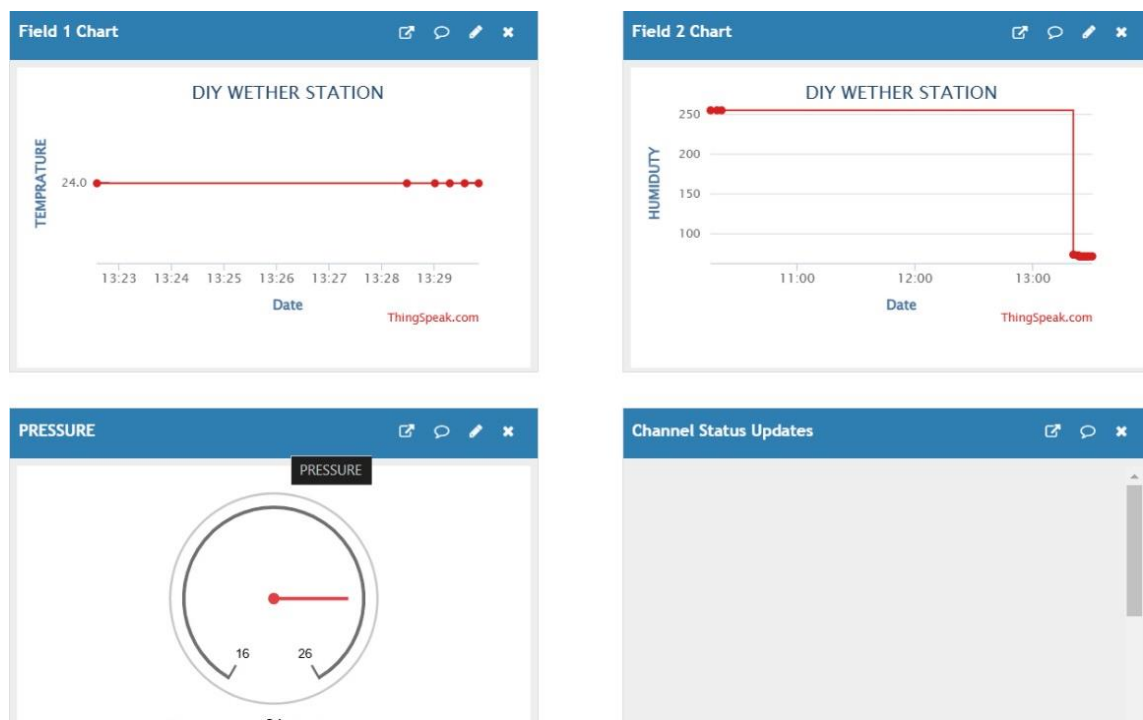 Field 1 Chart
DIY WETHER STATION
TEMPRATURE
24.0
13:23 13:24 13:25 13:26 13:27 13:28 13:29
Date
ThingSpeak.com
Field 2 Chart
DIY WETHER STATION
HUMIDUTY
250
200
150
100
11:00 12:00 13:00
Date
ThingSpeak.com
PRESSURE
PRESSURE
16 26
Channel Status Updates